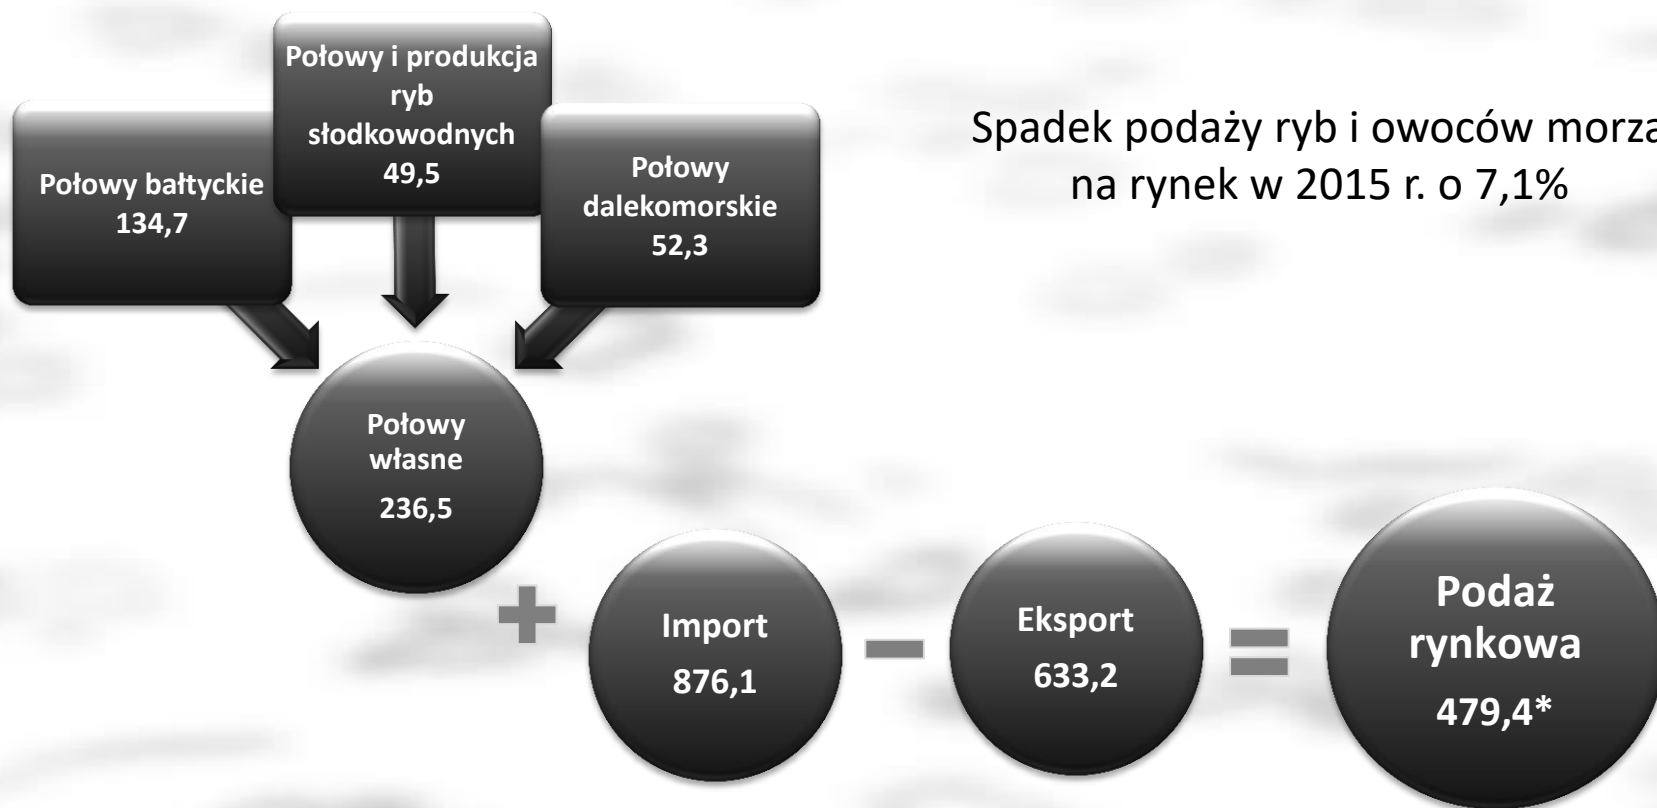 Połowy i produkcja
ryb
słodkowodnych
49,5
Połowy bałtyckie
134,7
Połowy
dalekomorskie
52,3
Spadek podaży ryb i owoców morza
na rynek w 2015 r. o 7,1%
Połowy
własne
236,5
+
Import
876,1
-
Eksport
633,2
=
Podaż
rynkowa
479,4*